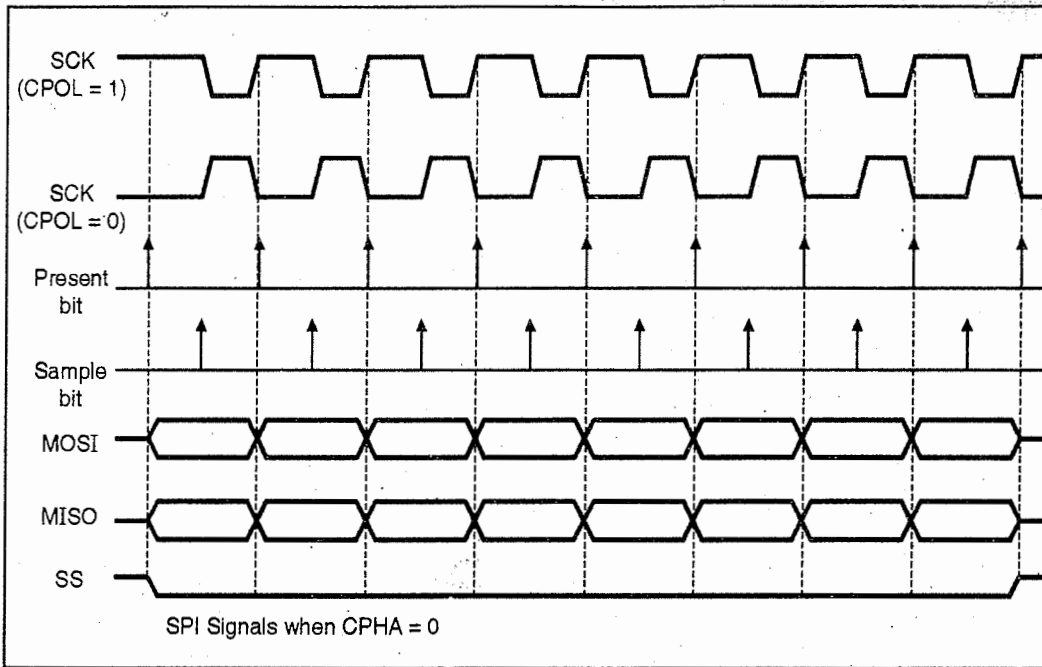 SCK
(CPOL = 1)
SCK
(CPOL = 0)
Present
bit
Sample
bit
MOSI
MISO
SS
SPI Signals when CPHA = 0